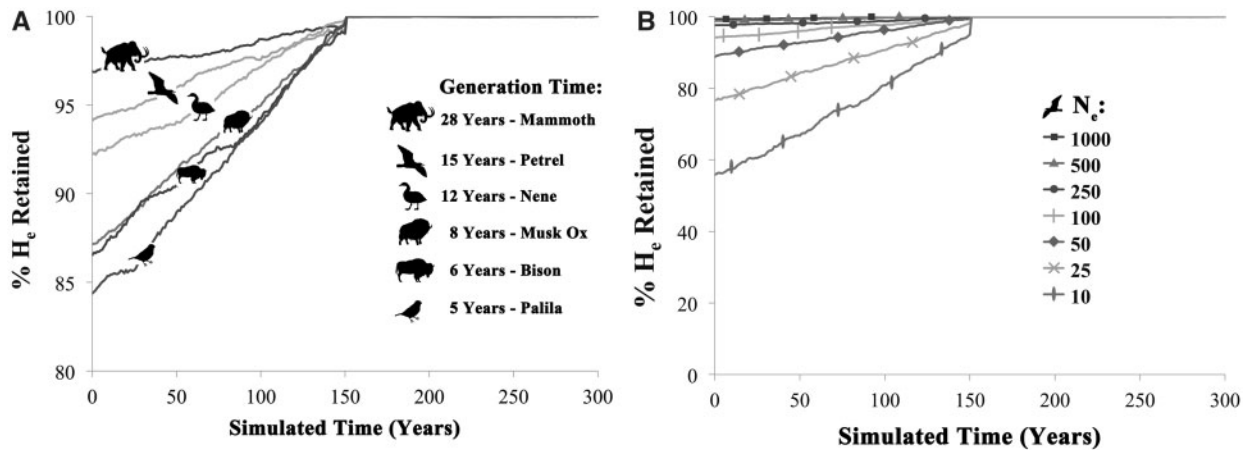 A
% He Retained
100
95
90
85
80
0 50 100 150 200 250 300
Simulated Time (Years)
Generation Time:
28 Years - Mammoth
15 Years - Petrel
12 Years - Nene
8 Years - Musk Ox
6 Years - Bison
5 Years - Palila
B
% He Retained
100
80
60
40
20
0
0 50 100 150 200 250 300
Simulated Time (Years)
Ne:
1000
500
250
100
50
25
10